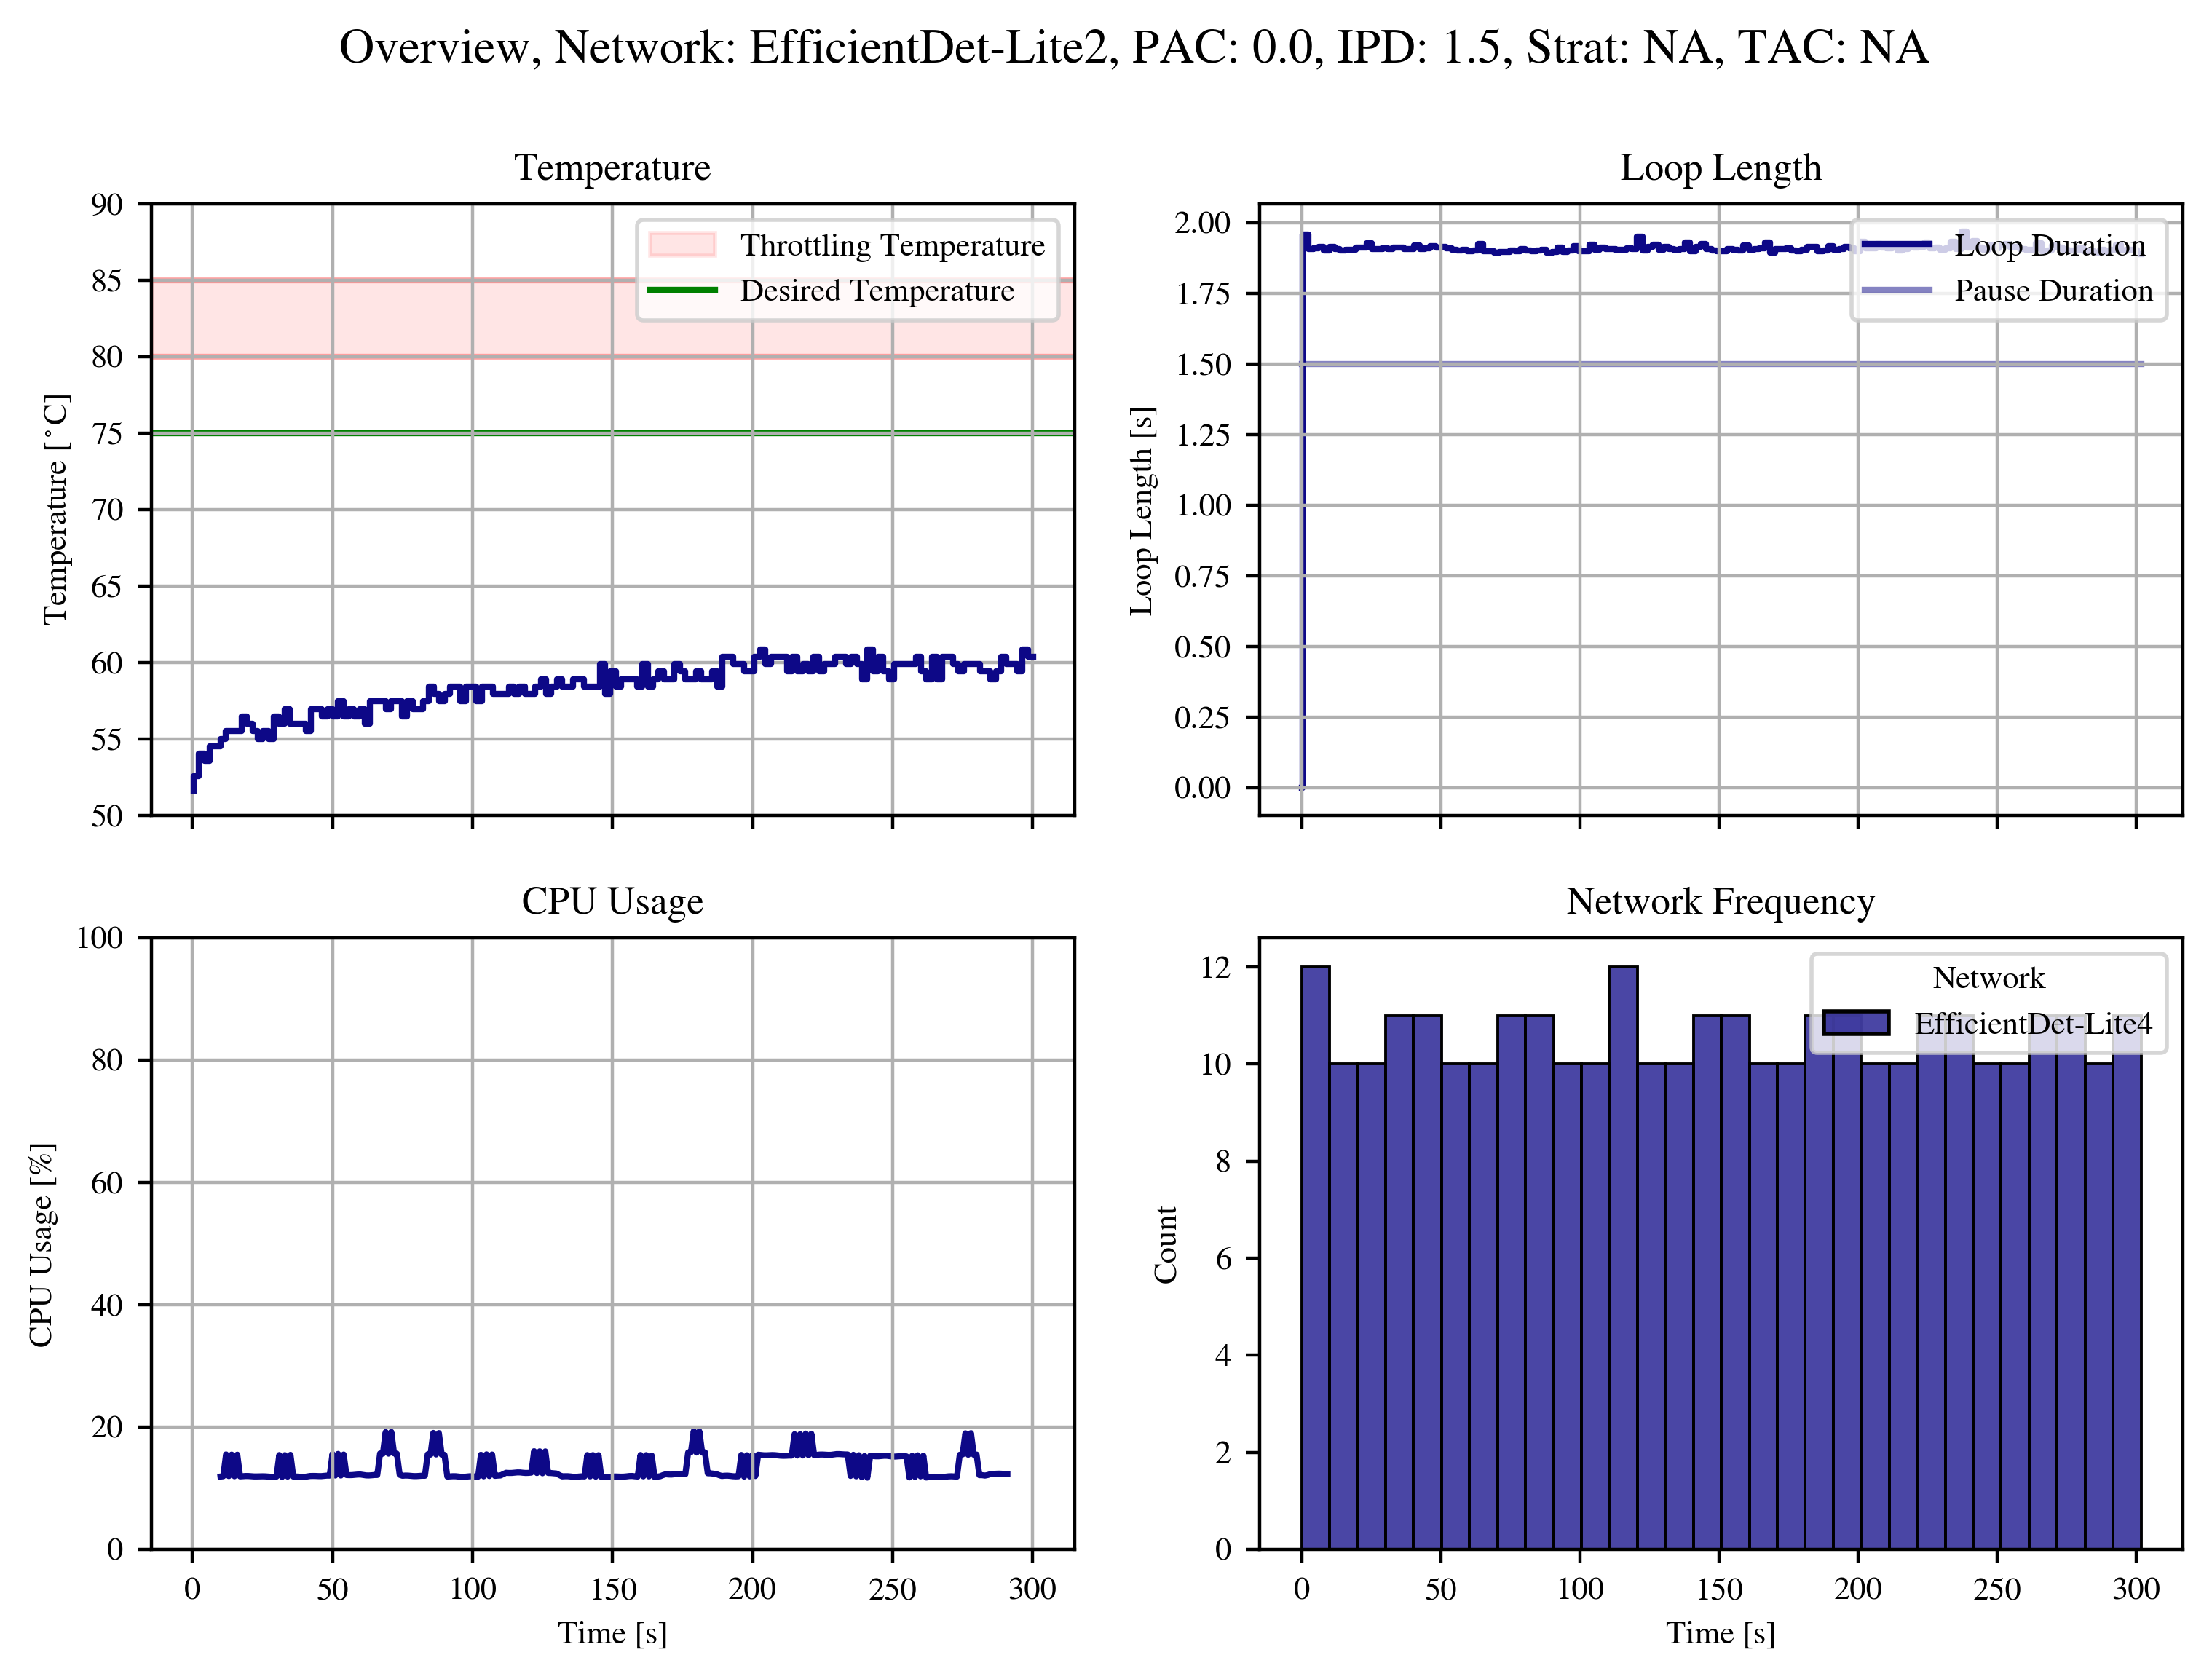 Overview, Network: EfficientDet-Lite2, PAC: 0.0, IPD: 1.5, Strat: NA, TAC: NA
Temperature
90
85
80
75
70
65
60
55
50
Temperature [°C]
Throttling Temperature
Desired Temperature
Loop Length
2.00
1.75
1.50
1.25
1.00
0.75
0.50
0.25
0.00
Loop Length [s]
Loop Duration
Pause Duration
CPU Usage
100
80
60
40
20
0
CPU Usage [%]
0 50 100 150 200 250 300
Time [s]
Network Frequency
12
10
8
6
4
2
0
Count
Network
EfficientDet-Lite4
0 50 100 150 200 250 300
Time [s]